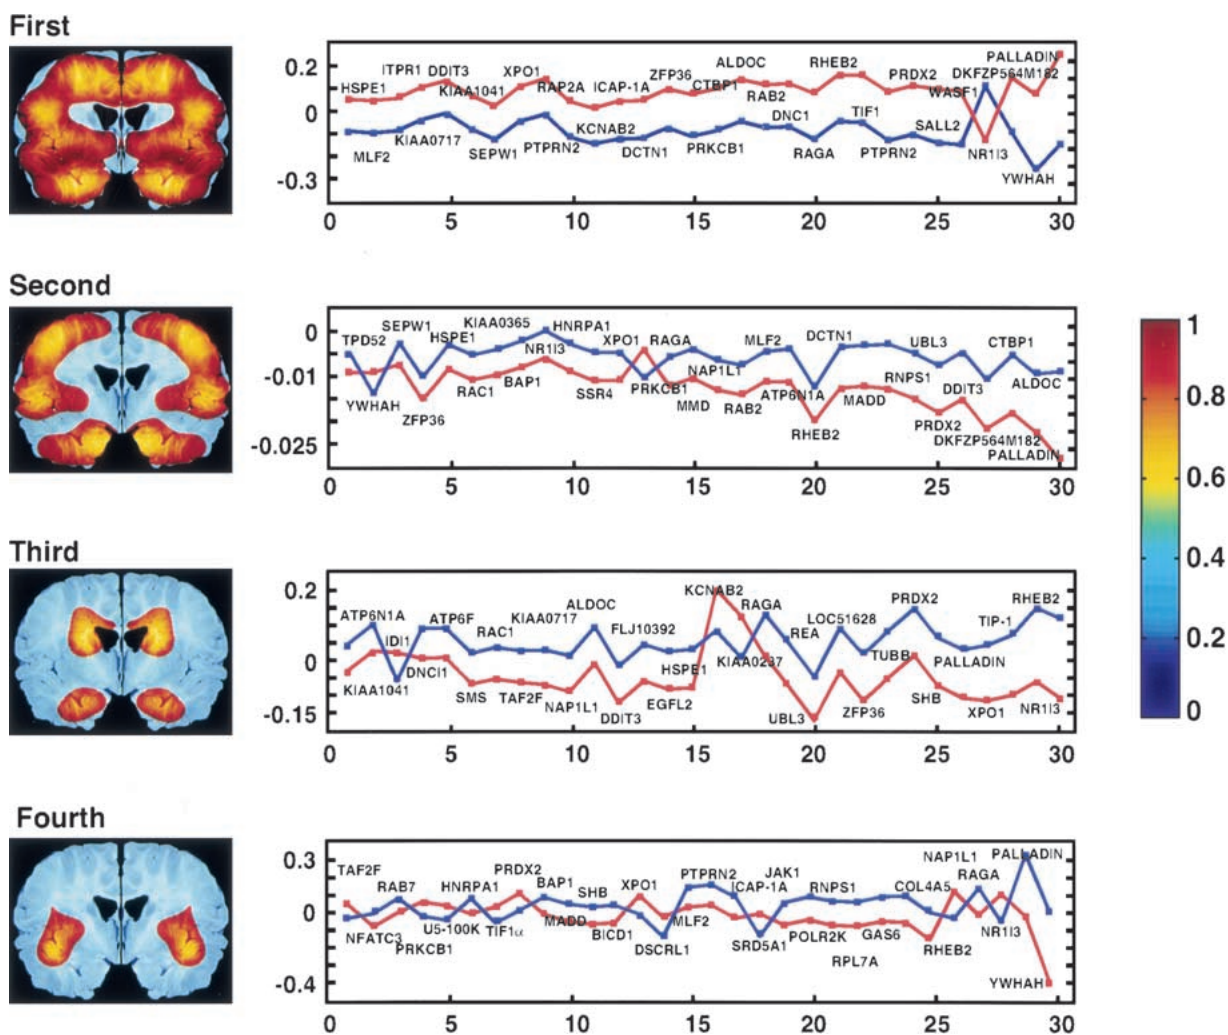 First
0.2
0
-0.3
HSPE1 ITPR1 DDIT3 KIAA1041 XPO1 RAP2A ICAP-1A ZFP36 CTBP1 ALDOC RAB2 RHEB2 PRDX2 WASF1 DKFZP564M182 PALLADIN
MLF2 KIAA0717 SEPW1 PTPRN2 KCNAB2 DCTN1 PRKCB1 DNC1 RAGA TIF1 PTPRN2 SALL2 NR1I3 YWHAH
0 5 10 15 20 25 30
Second
0
-0.01
-0.025
TPD52 SEPW1 HSPE1 KIAA0365 HNRPA1 NR1I3 XPO1 RAGA NAP1L1 MLF2 DCTN1 UBL3 RNPS1 DDIT3 CTBP1 ALDOC
YWHAH ZFP36 RAC1 BAP1 SSR4 PRKCB1 MMD RAB2 ATP6N1A RHEB2 MADD PRDX2 DKFZP564M182 PALLADIN
0 5 10 15 20 25 30
1
0.8
0.6
0.4
0.2
0
Third
0.2
0
-0.15
ATP6N1A IDI1 ATP6F RAC1 KIAA0717 ALDOC FLJ10392 KCNAB2 RAGA REA LOC51628 PRDX2 TIP-1 RHEB2
KIAA1041 DNCI1 SMS TAF2F NAP1L1 DDIT3 EGFL2 HSPE1 KIAA0237 UBL3 ZFP36 TUBB SHB PALLADIN XPO1 NR1I3
0 5 10 15 20 25 30
Fourth
0.3
0
-0.4
TAF2F RAB7 HNRPA1 PRDX2 BAP1 SHB XPO1 PTPRN2 ICAP-1A JAK1 RNPS1 COL4A5 NAP1L1 RAGA PALLADIN
NFATC3 PRKCB1 U5-100K TIF1α MADD BICD1 DSCRL1 MLF2 SRD5A1 POLR2K RPL7A GAS6 RHEB2 NR1I3 YWHAH
0 5 10 15 20 25 30